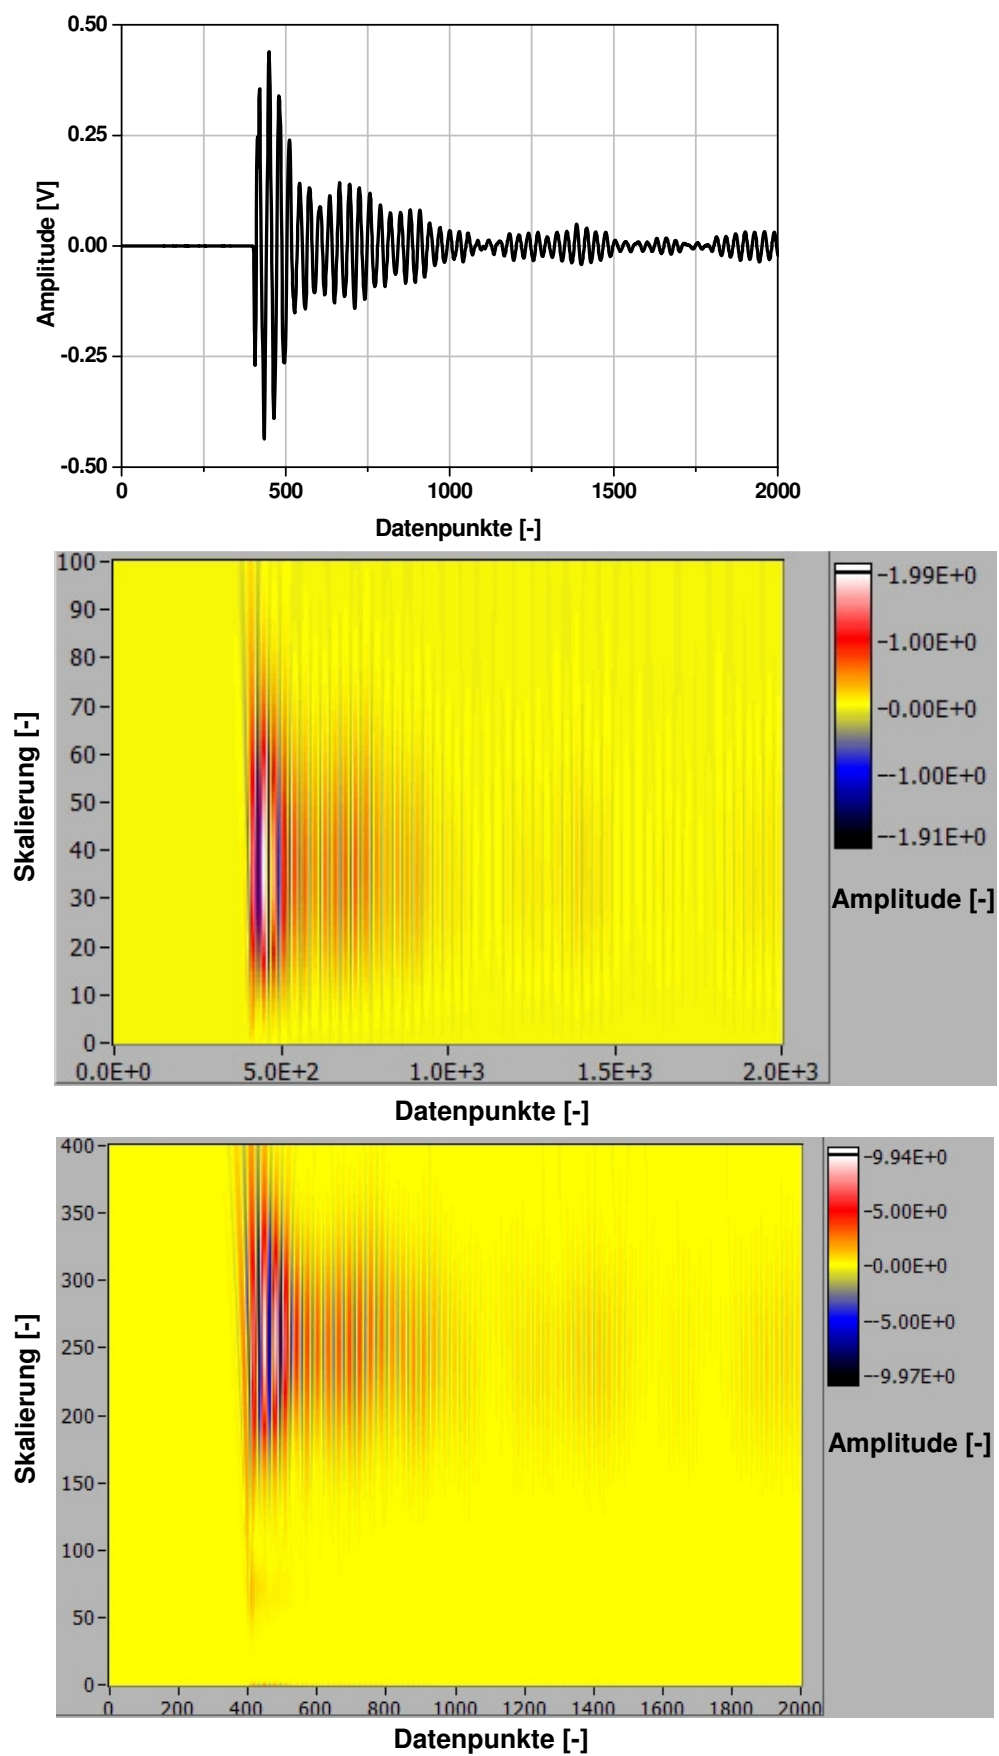 0.50
0.25
0.00
-0.25
-0.50
Amplitude [V]
0 500 1000 1500 2000
Datenpunkte [-]
100
90
80
70
60
50
40
30
20
10
0
Skalierung [-]
0.0E+0 5.0E+2 1.0E+3 1.5E+3 2.0E+3
Datenpunkte [-]
-1.99E+0
-1.00E+0
-0.00E+0
--1.00E+0
--1.91E+0
Amplitude [-]
400
350
300
250
200
150
100
50
0
Skalierung [-]
0 200 400 600 800 1000 1200 1400 1600 1800 2000
Datenpunkte [-]
-9.94E+0
-5.00E+0
-0.00E+0
--5.00E+0
--9.97E+0
Amplitude [-]